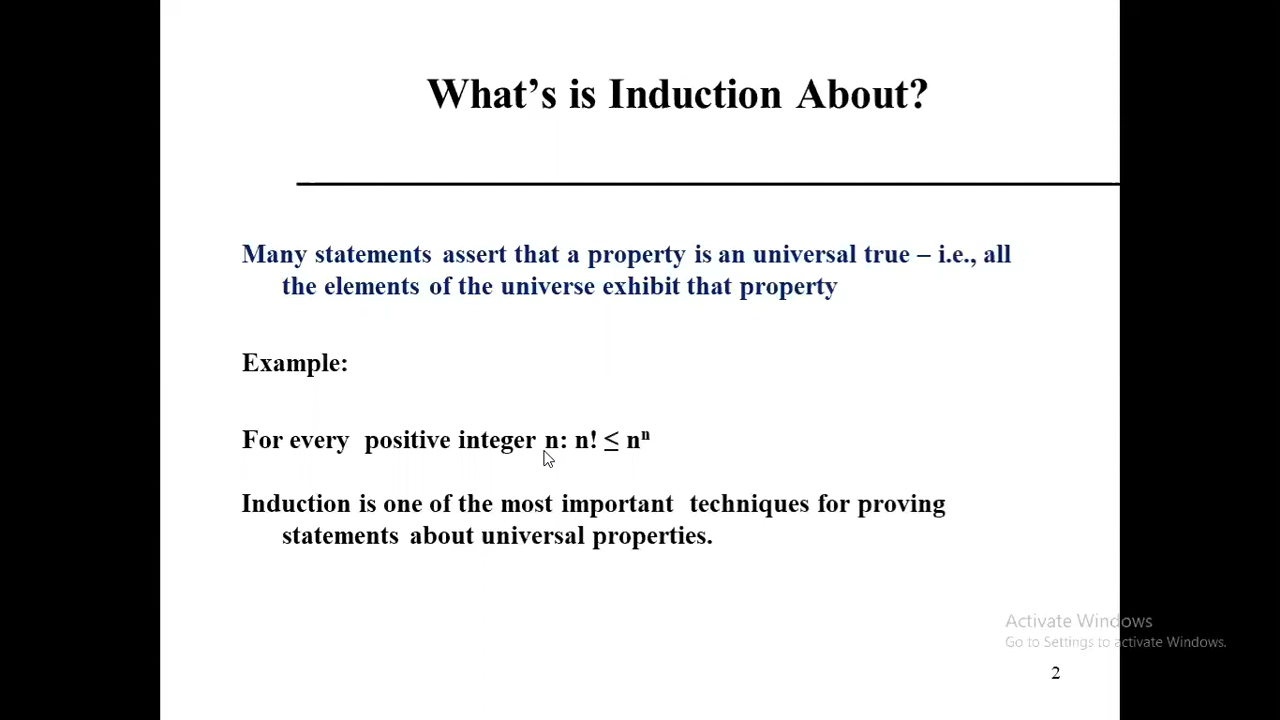 What’s is Induction About?
Many statements assert that a property is an universal true – i.e., all
the elements of the universe exhibit that property
Example:
For every positive integer n: n! ≤ nⁿ
Induction is one of the most important techniques for proving
statements about universal properties.
Activate Windows
Go to Settings to activate Windows.
2